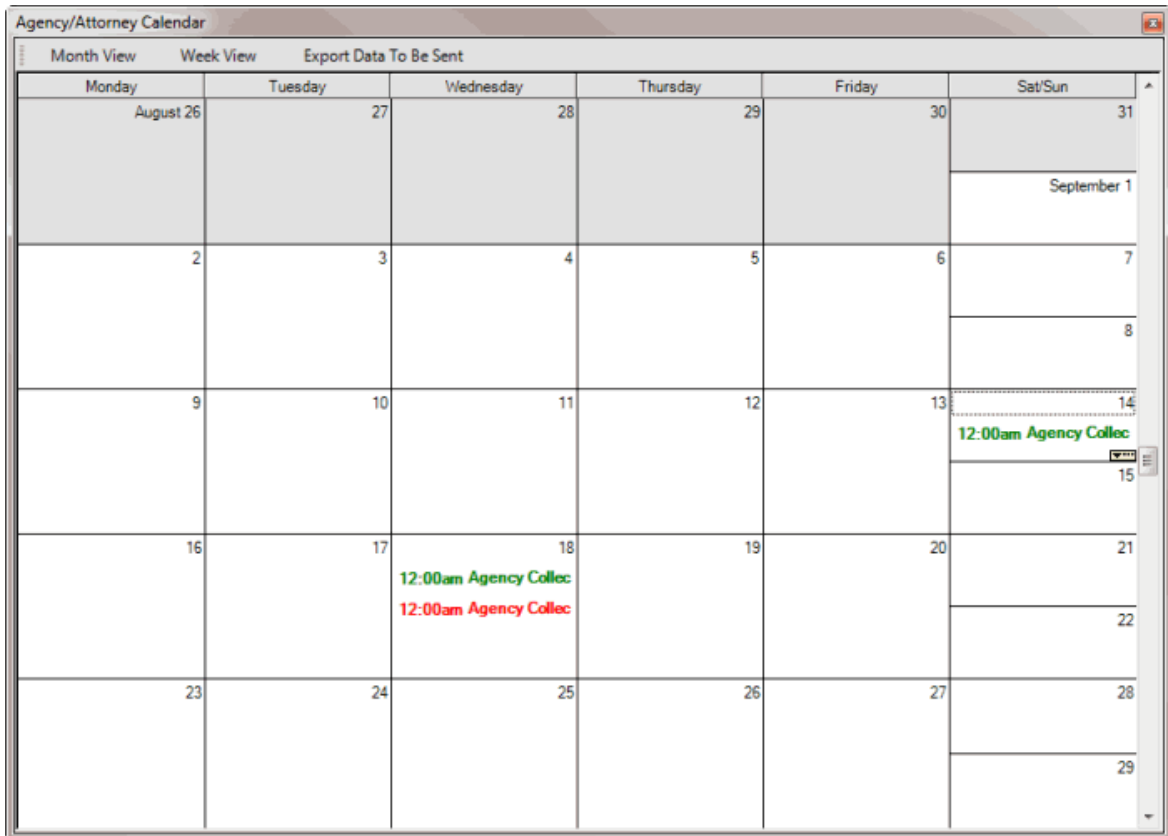 Agency/Attorney Calendar
Month View Week View Export Data To Be Sent
Monday Tuesday Wednesday Thursday Friday Sat/Sun
August 26 27 28 29 30 31
September 1
2 3 4 5 6 7
8
9 10 11 12 13 14
12:00am Agency Collec
15
16 17 18 19 20 21
12:00am Agency Collec
12:00am Agency Collec
22
23 24 25 26 27 28
29